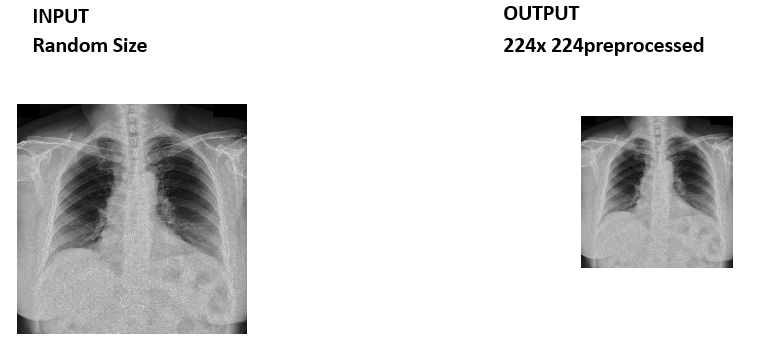 INPUT
Random Size
OUTPUT
224x 224preprocessed